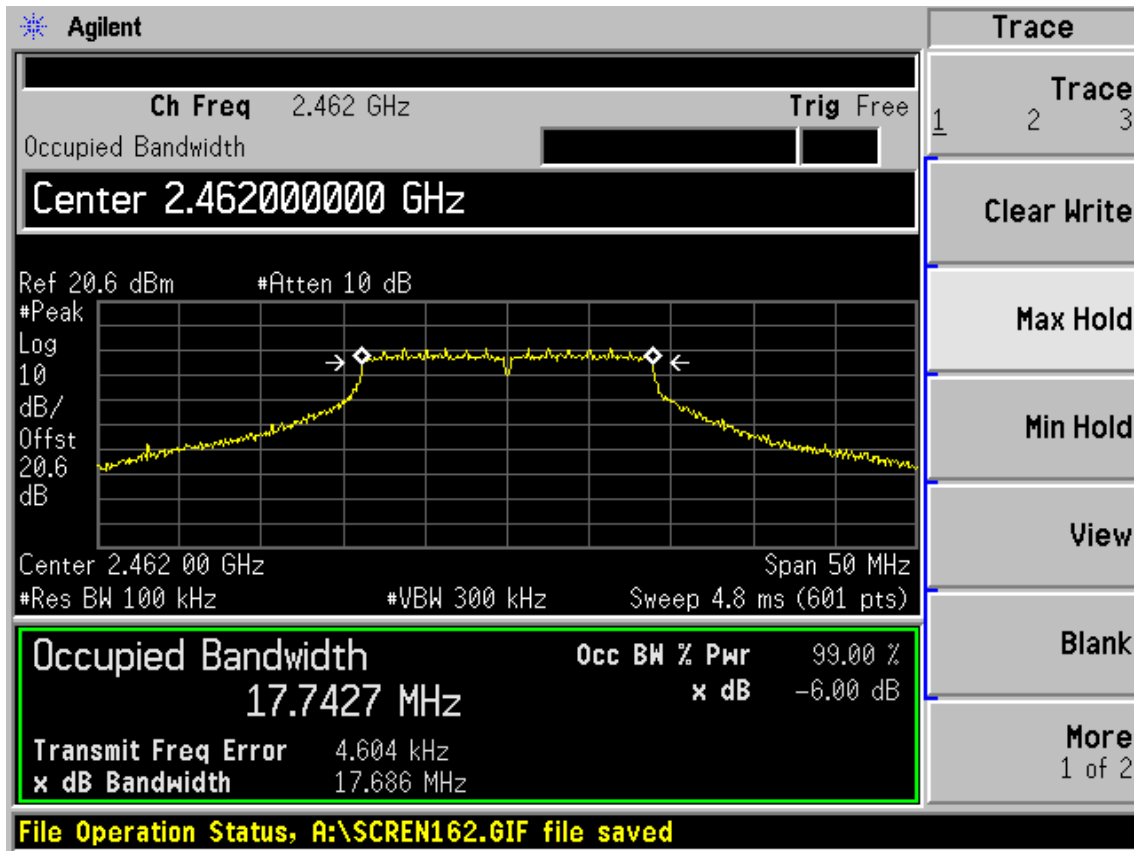 Agilent
Trace
Ch Freq 2.462 GHz Trig Free
Occupied Bandwidth
Center 2.462000000 GHz
Ref 20.6 dBm #Atten 10 dB
#Peak
Log
10
dB/
Offst
20.6
dB
Center 2.462 00 GHz Span 50 MHz
#Res BW 100 kHz #VBW 300 kHz Sweep 4.8 ms (601 pts)
Occupied Bandwidth
17.7427 MHz
Occ BW % Pwr 99.00 %
x dB -6.00 dB
Transmit Freq Error 4.604 kHz
x dB Bandwidth 17.686 MHz
File Operation Status, A:\SCREN162.GIF file saved
Trace
1 2 3
Clear Write
Max Hold
Min Hold
View
Blank
More
1 of 2